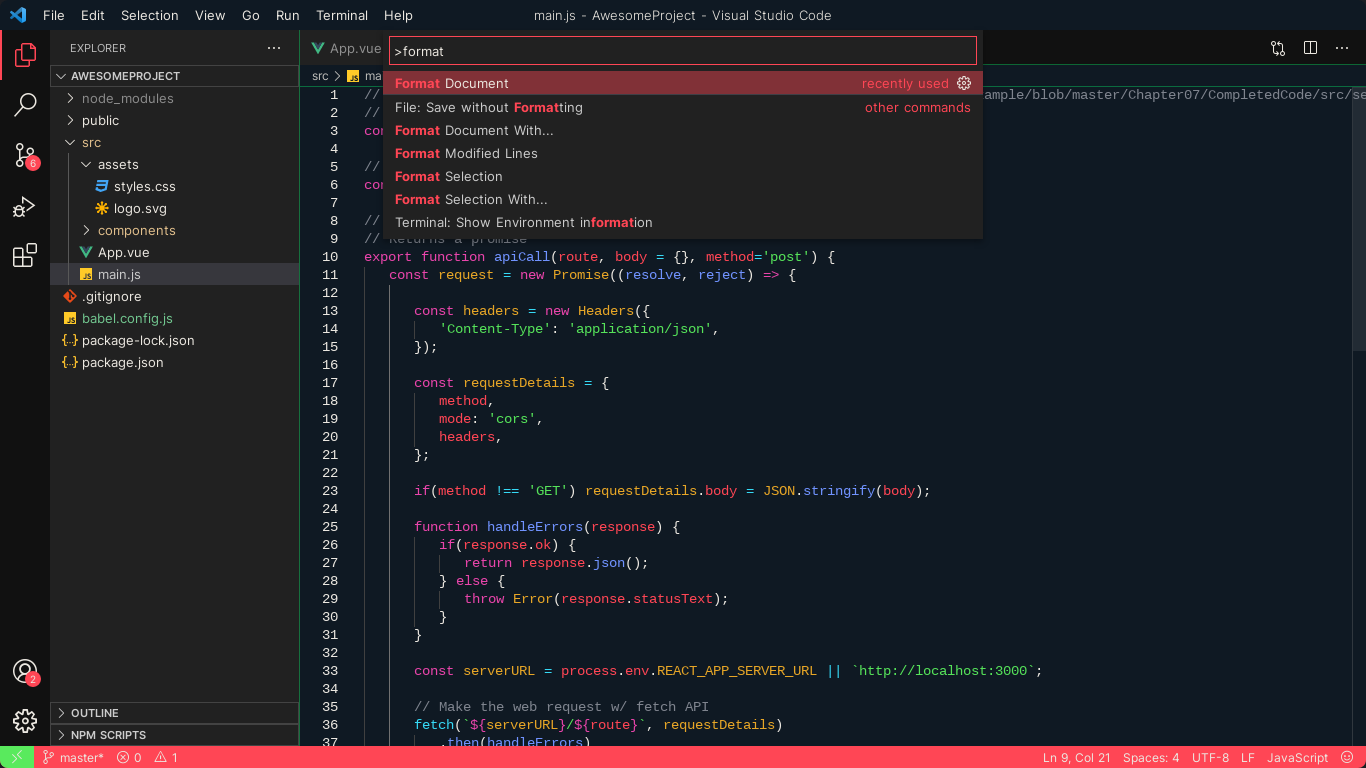 File Edit Selection View Go Run Terminal Help main.js - AwesomeProject - Visual Studio Code
EXPLORER
AWESOMEPROJECT
node_modules
public
src
assets
styles.css
logo.svg
components
App.vue
main.js
.gitignore
babel.config.js
package-lock.json
package.json
OUTLINE
NPM SCRIPTS
6
2
App.vue
>format
src
JS
Format Document recently used
File: Save without Formatting other commands
Format Document With...
Format Modified Lines
Format Selection
Format Selection With...
Terminal: Show Environment information
1 // ample/blob/master/Chapter07/CompletedCode/src/se
2 //
3
4
5 //
6
7
8 //
9 // Returns a promise
10 export function apiCall(route, body = {}, method='post') {
11 const request = new Promise((resolve, reject) => {
12
13 const headers = new Headers({
14 'Content-Type': 'application/json',
15 });
16
17 const requestDetails = {
18 method,
19 mode: 'cors',
20 headers,
21 };
22
23 if(method !== 'GET') requestDetails.body = JSON.stringify(body);
24
25 function handleErrors(response) {
26 if(response.ok) {
27 return response.json();
28 } else {
29 throw Error(response.statusText);
30 }
31 }
32
33 const serverURL = process.env.REACT_APP_SERVER_URL || `http://localhost:3000`;
34
35 // Make the web request w/ fetch API
36 fetch(`${serverURL}/${route}`, requestDetails)
37 .then(handleErrors)
master* 0 1 Ln 9, Col 21 Spaces: 4 UTF-8 LF JavaScript